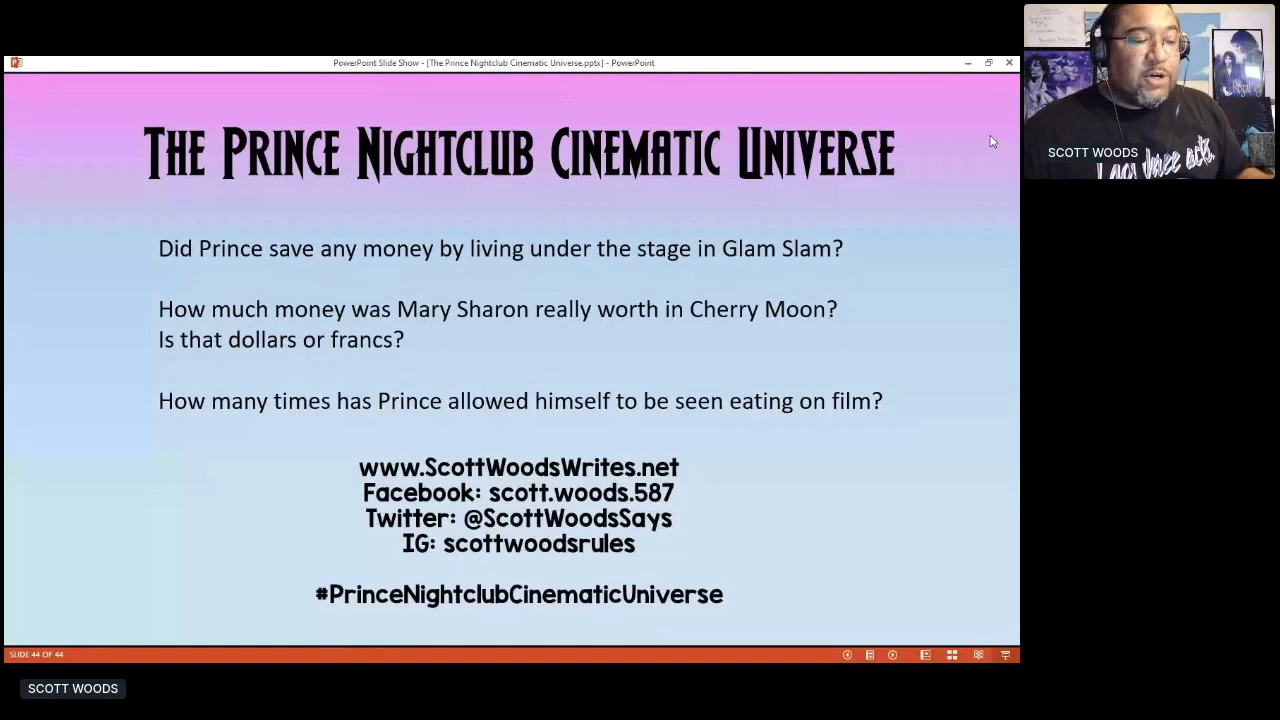 PowerPoint Slide Show - [The Prince Nightclub Cinematic Universe.pptx] - PowerPoint
SCOTT WOODS
The Prince Nightclub Cinematic Universe
Did Prince save any money by living under the stage in Glam Slam?
How much money was Mary Sharon really worth in Cherry Moon?
Is that dollars or francs?
How many times has Prince allowed himself to be seen eating on film?
www.ScottWoodsWrites.net
Facebook: scott.woods.587
Twitter: @ScottWoodsSays
IG: scottwoodsrules
#PrinceNightclubCinematicUniverse
SLIDE 44 OF 44
SCOTT WOODS